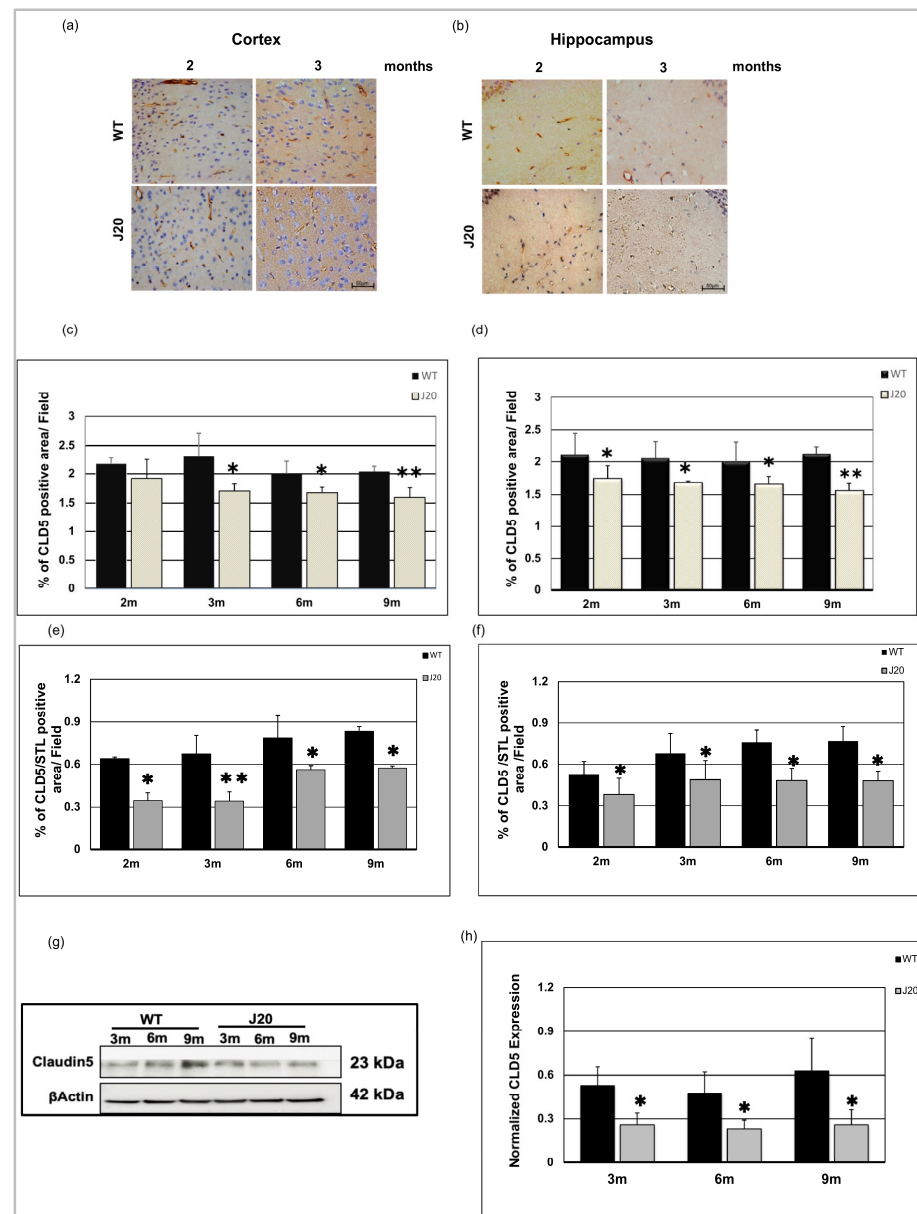 (a)
Cortex
2 3
WT
J20
50μm
(b)
Hippocampus
2 3 months
months
WT
J20
50μm
(c)
WT
J20
% of CLD5 positive area/ Field
3
2.5
2
1.5
1
0.5
0
* * **
2m 3m 6m 9m
(d)
WT
J20
% of CLD5 positive area/ Field
3
2.5
2
1.5
1
0.5
0
* * * **
2m 3m 6m 9m
(e)
WT
J20
% of CLD5/STL positive
area/ Field
1.2
0.9
0.6
0.3
0
* ** * *
2m 3m 6m 9m
(f)
WT
J20
% of CLD5 /STL positive
area /Field
1.2
0.9
0.6
0.3
0
* * * *
2m 3m 6m 9m
(g)
WT J20
3m 6m 9m 3m 6m 9m
Claudin5 23 kDa
βActin 42 kDa
(h)
WT
J20
Normalized CLD5 Expression
1.2
0.9
0.6
0.3
0
* * *
3m 6m 9m